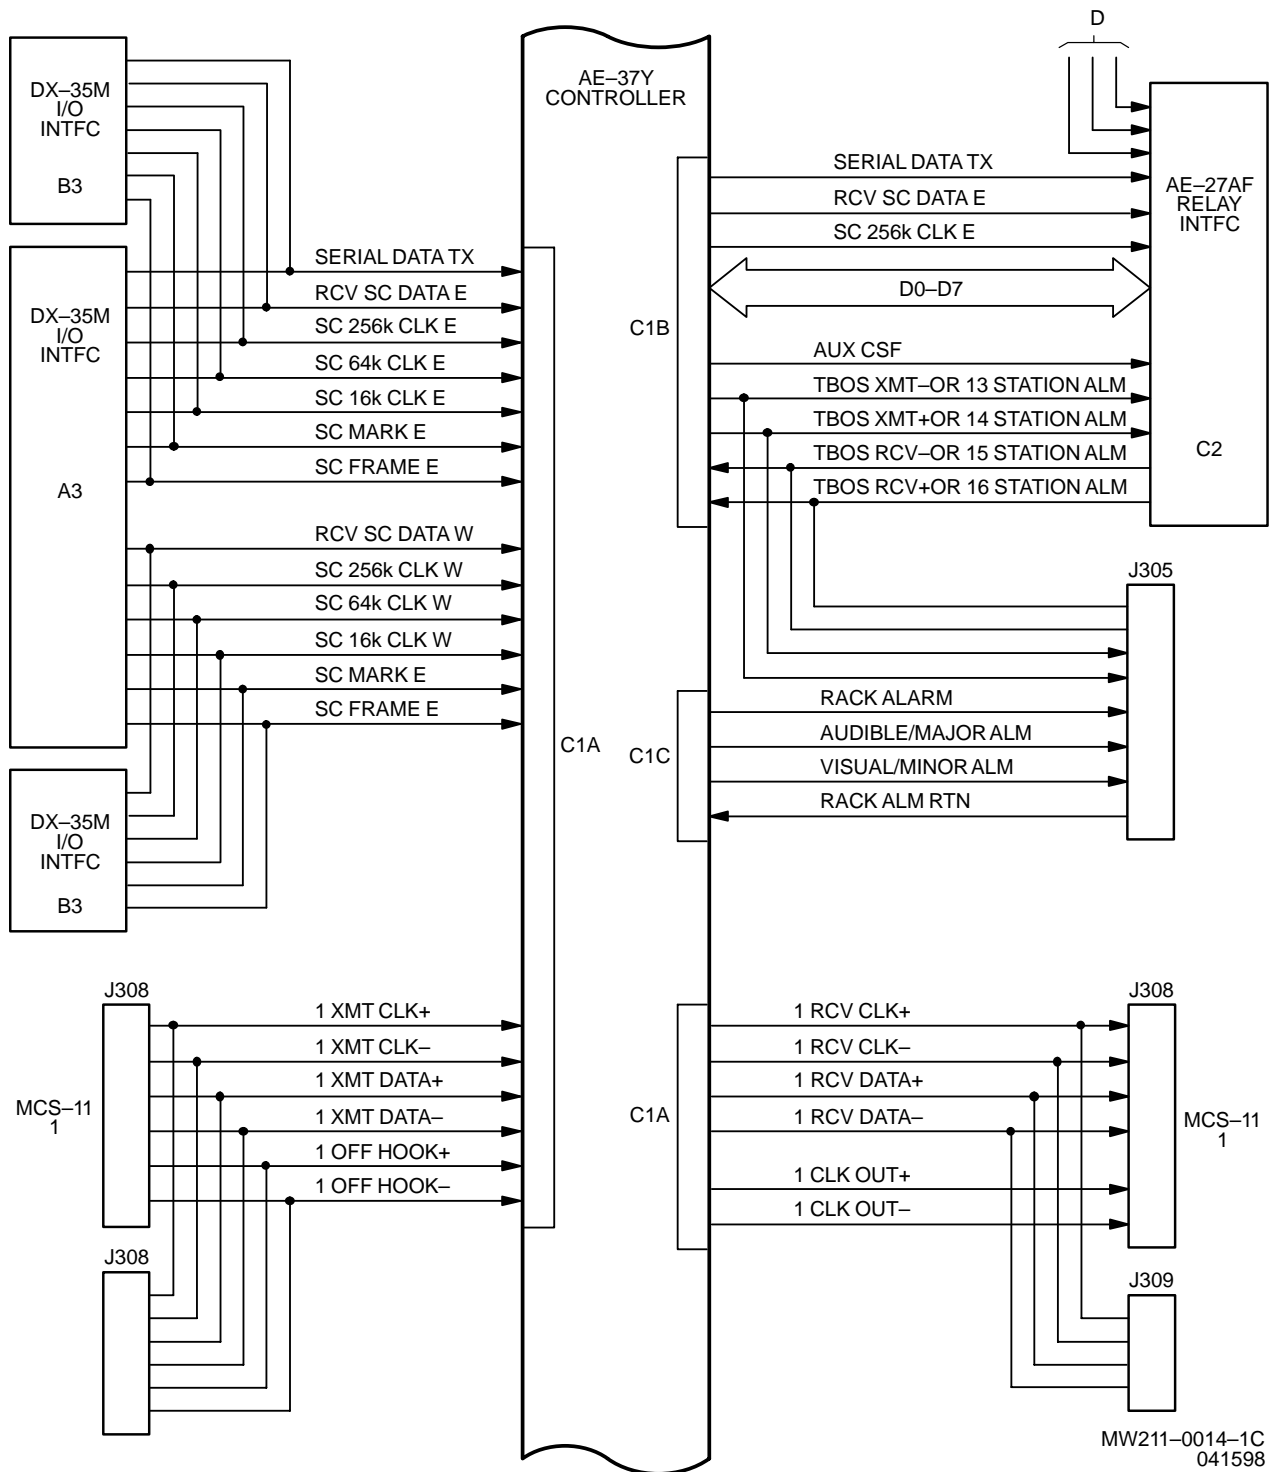 D
DX–35M
I/O
INTFC
B3
AE–37Y
CONTROLLER
SERIAL DATA TX
RCV SC DATA E
SC 256k CLK E
D0–D7
AUX CSF
TBOS XMT–OR 13 STATION ALM
TBOS XMT+OR 14 STATION ALM
TBOS RCV–OR 15 STATION ALM
TBOS RCV+OR 16 STATION ALM
C1B
AE–27AF
RELAY
INTFC
C2
DX–35M
I/O
INTFC
A3
SERIAL DATA TX
RCV SC DATA E
SC 256k CLK E
SC 64k CLK E
SC 16k CLK E
SC MARK E
SC FRAME E
RCV SC DATA W
SC 256k CLK W
SC 64k CLK W
SC 16k CLK W
SC MARK E
SC FRAME E
C1A
J305
C1C
RACK ALARM
AUDIBLE/MAJOR ALM
VISUAL/MINOR ALM
RACK ALM RTN
DX–35M
I/O
INTFC
B3
J308
MCS–11
1
1 XMT CLK+
1 XMT CLK–
1 XMT DATA+
1 XMT DATA–
1 OFF HOOK+
1 OFF HOOK–
J308
C1A
1 RCV CLK+
1 RCV CLK–
1 RCV DATA+
1 RCV DATA–
1 CLK OUT+
1 CLK OUT–
J308
MCS–11
1
J309
MW211–0014–1C
041598